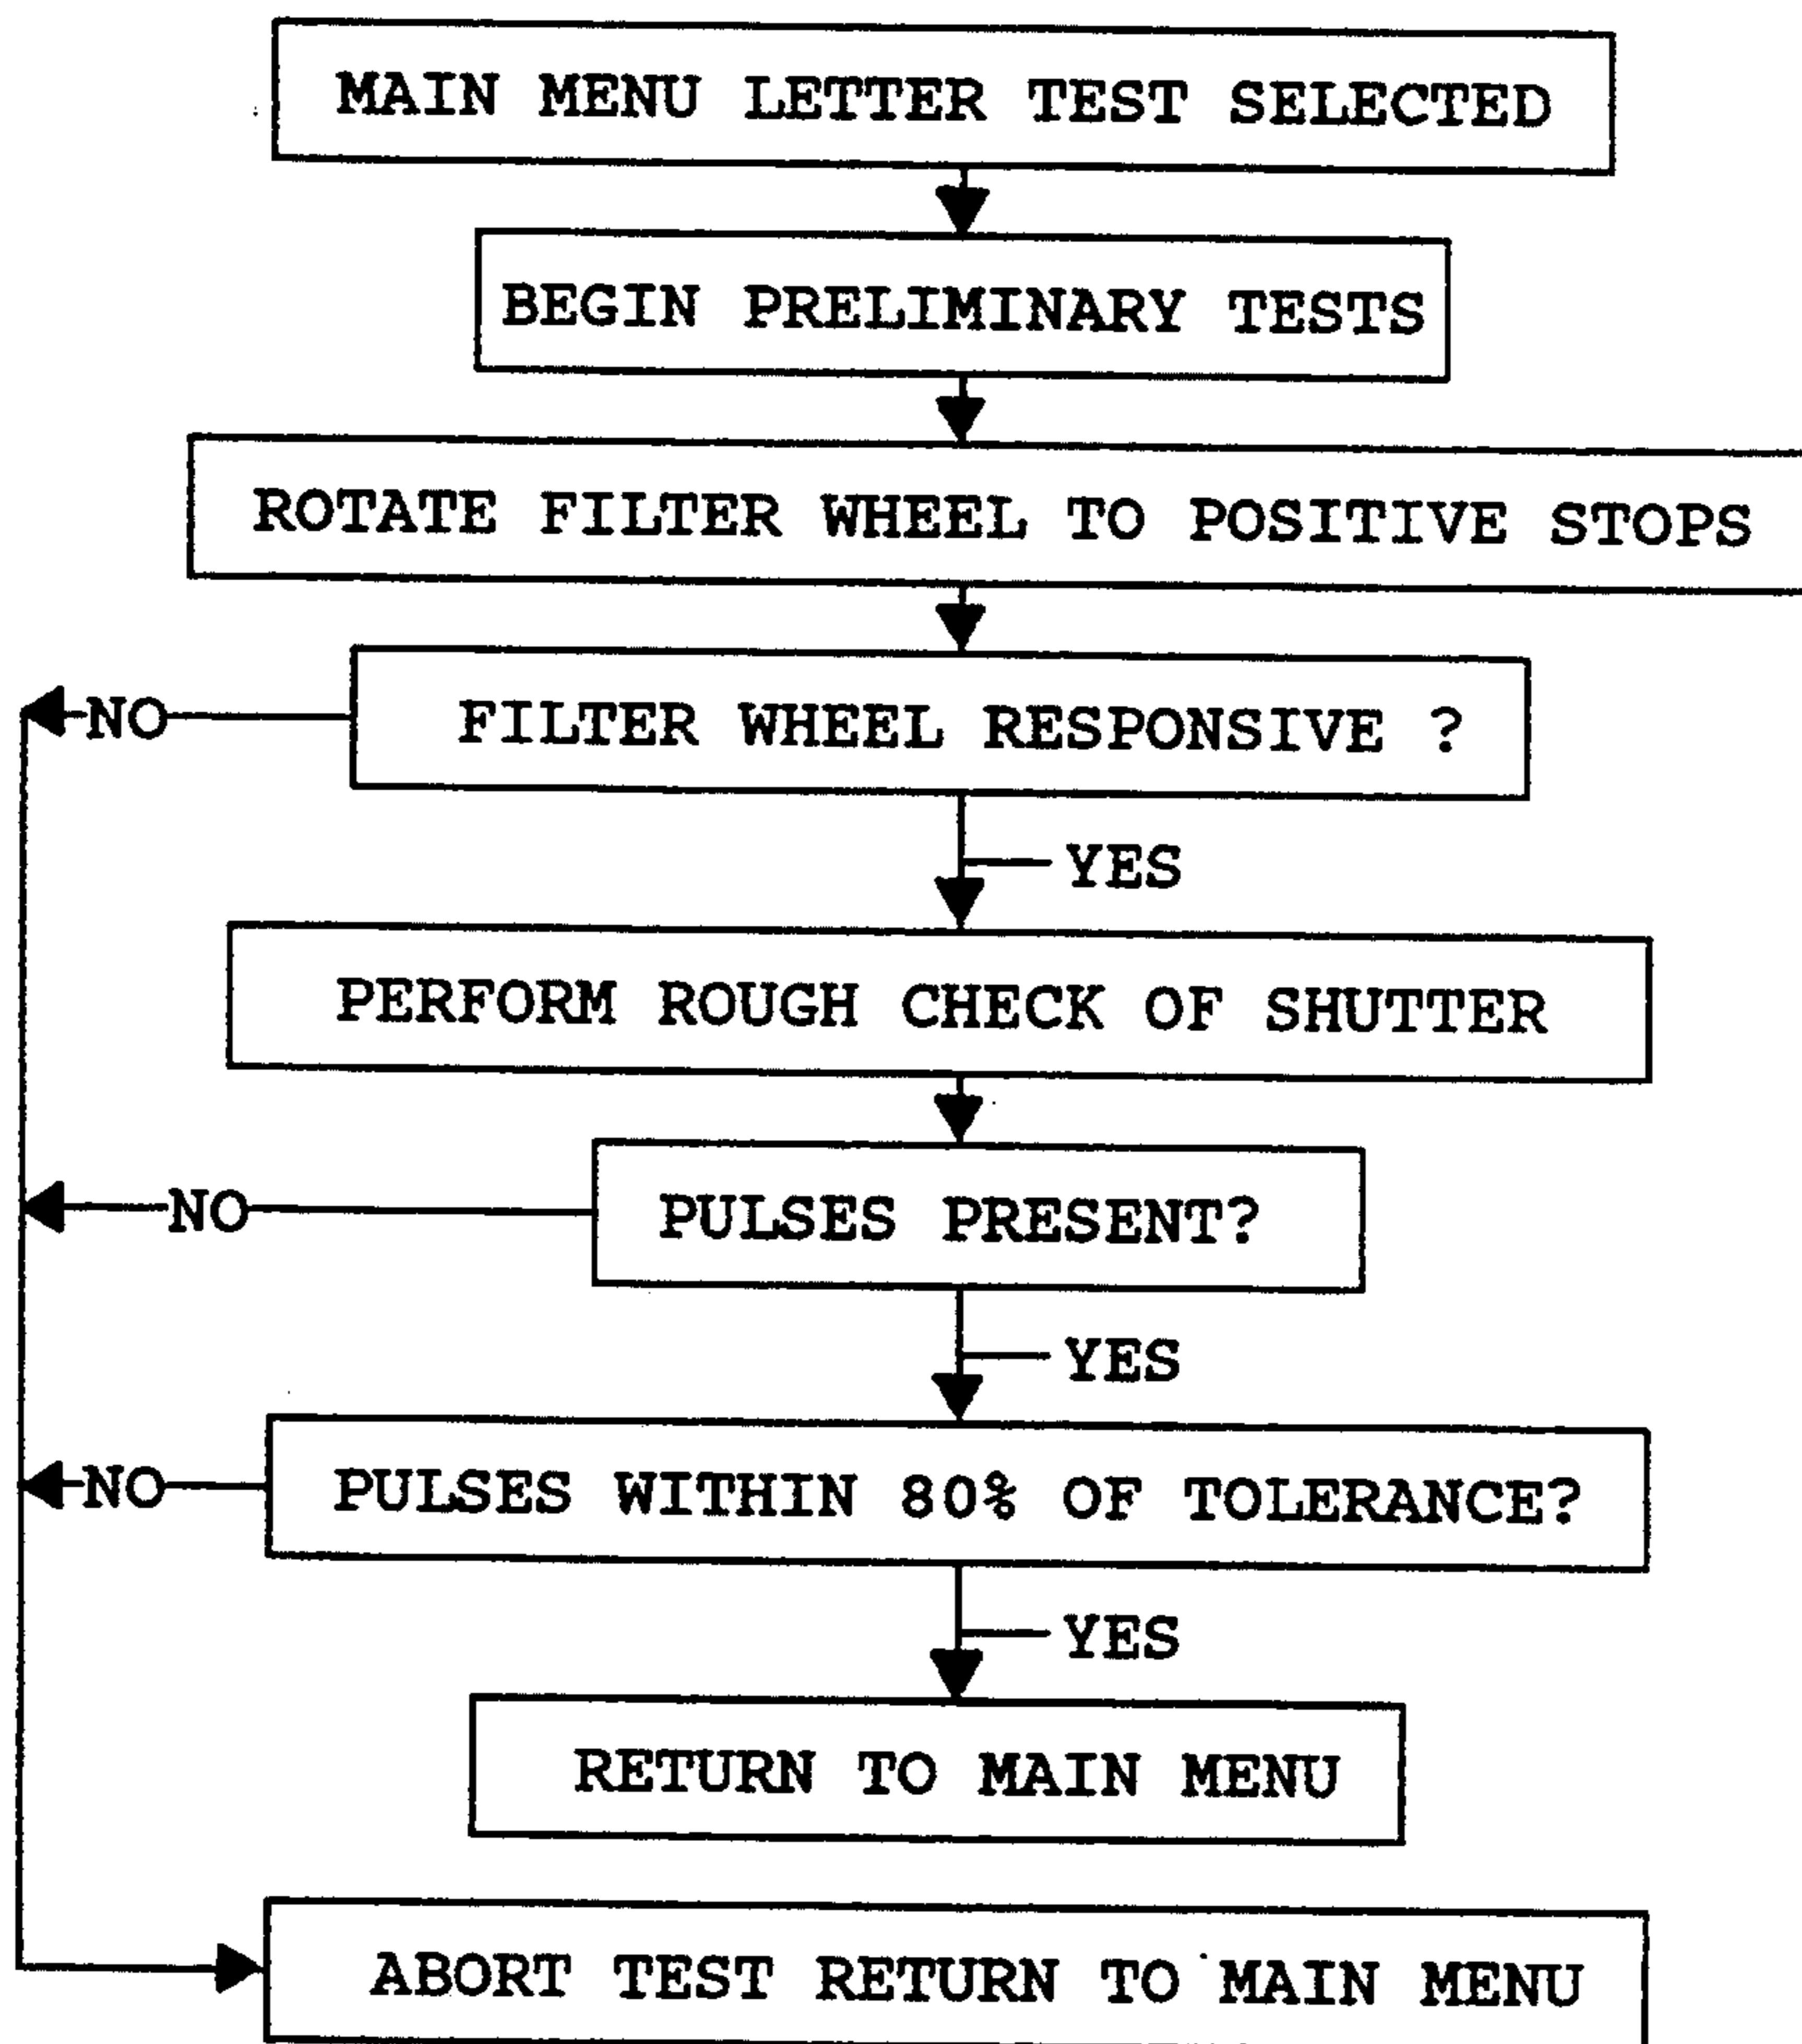 MAIN MENU LETTER TEST SELECTED
BEGIN PRELIMINARY TESTS
ROTATE FILTER WHEEL TO POSITIVE STOPS
NO
FILTER WHEEL RESPONSIVE ?
YES
PERFORM ROUGH CHECK OF SHUTTER
NO
PULSES PRESENT?
YES
NO
PULSES WITHIN 80% OF TOLERANCE?
YES
RETURN TO MAIN MENU
ABORT TEST RETURN TO MAIN MENU